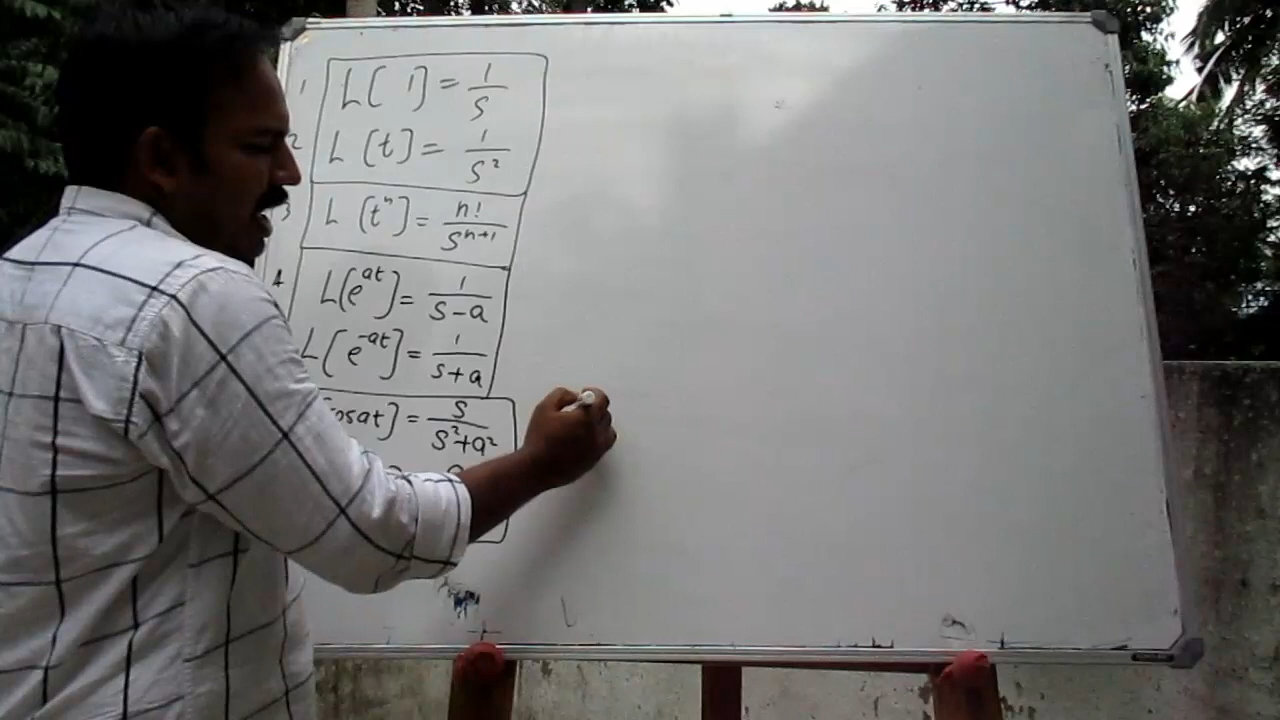 1 L[1] = 1/s
2 L[t] = 1/s²
3 L[tⁿ] = n!/sⁿ⁺¹
4 L[e^at] = 1/(s-a)
L[e^-at] = 1/(s+a)
cosat] = s/(s²+a²)